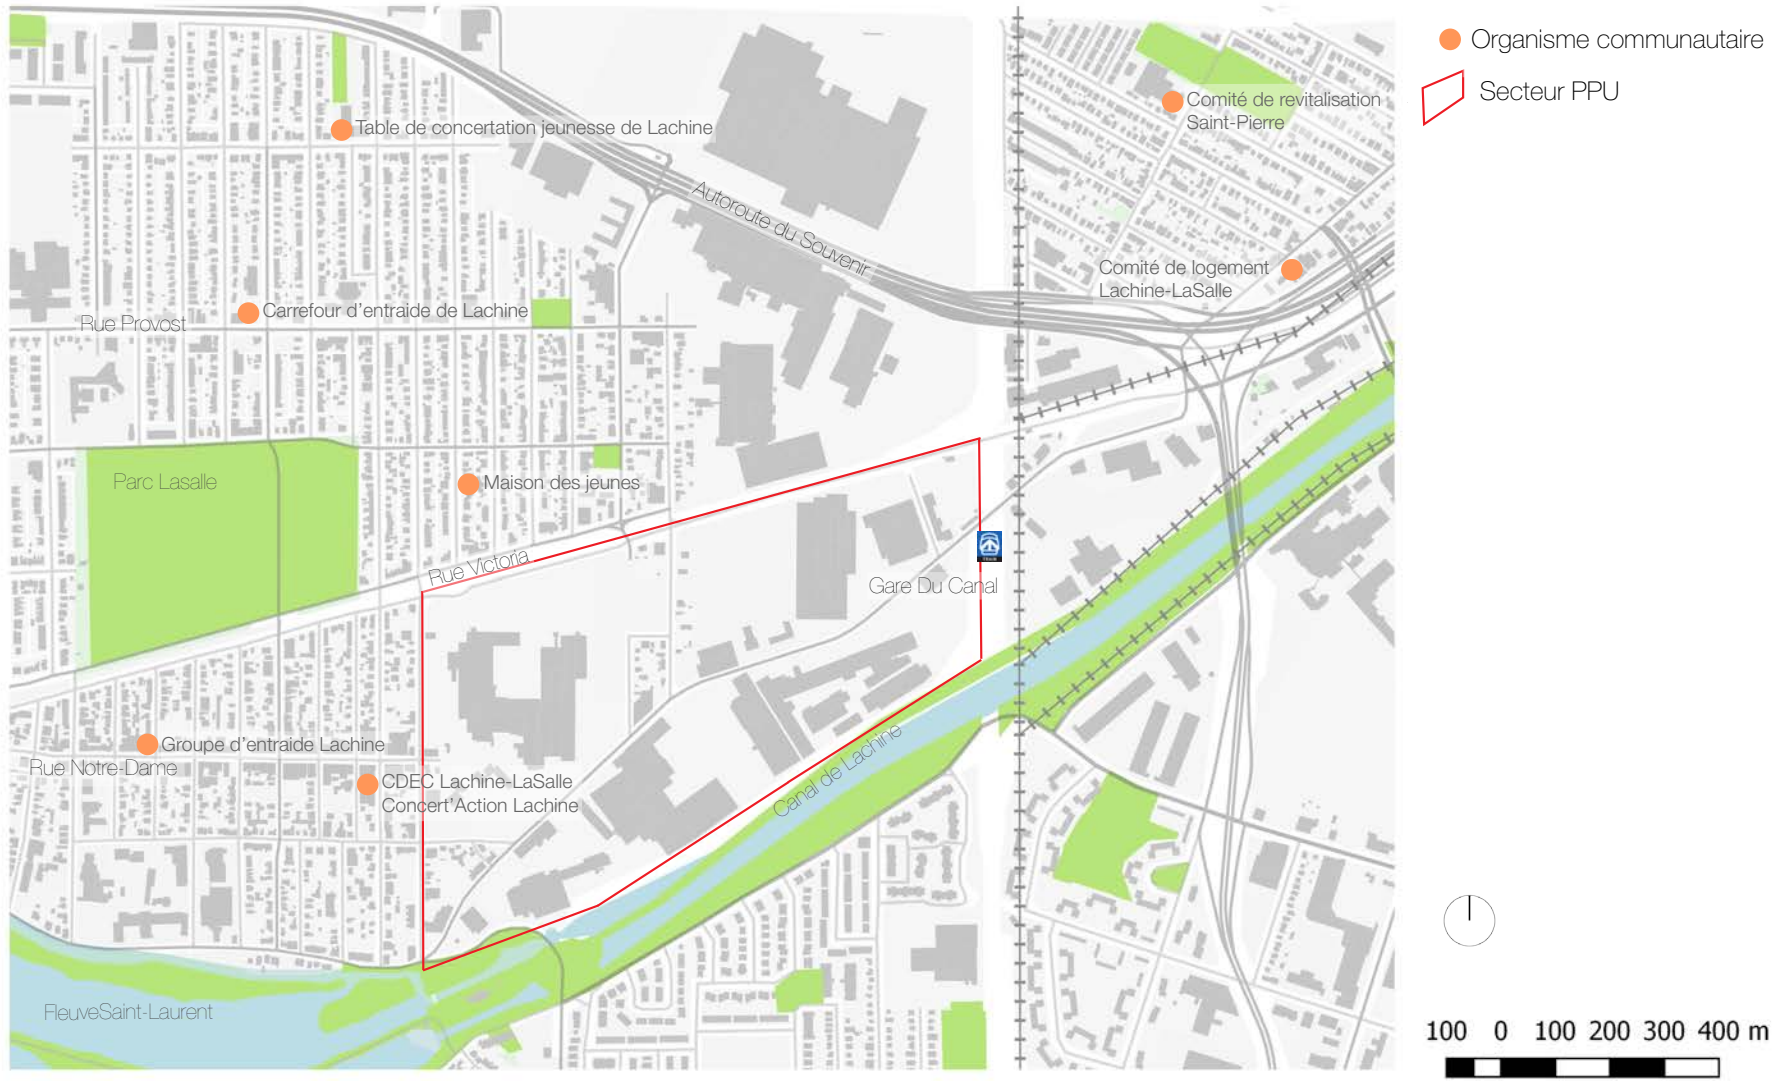 Organisme communautaire
Secteur PPU
Comité de revitalisation
Saint-Pierre
Table de concertation jeunesse de Lachine
Autoroute du Souvenir
Comité de logement
Lachine-LaSalle
Carrefour d'entraide de Lachine
Rue Provost
Parc Lasalle
Maison des jeunes
Rue Victoria
Gare Du Canal
Groupe d'entraide Lachine
Rue Notre-Dame
CDEC Lachine-LaSalle
Concert'Action Lachine
Canal de Lachine
FleuveSaint-Laurent
100 0 100 200 300 400 m